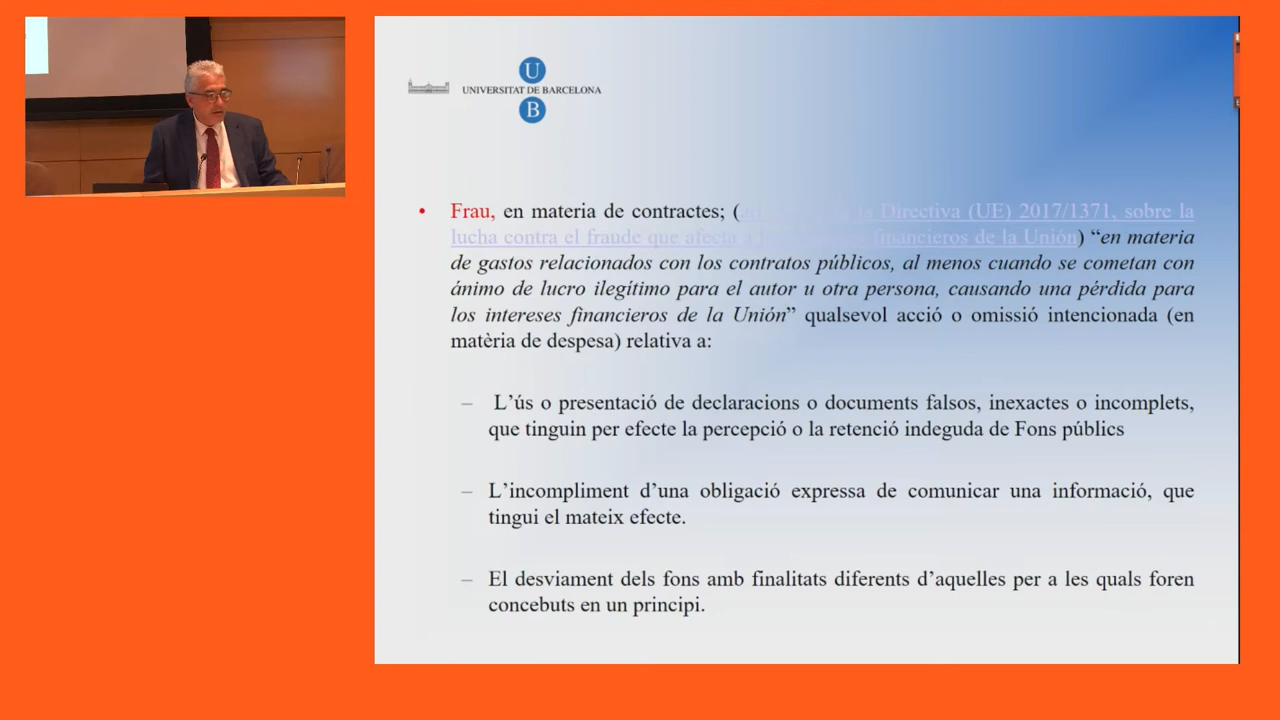 U
UNIVERSITAT DE BARCELONA
B
• Frau, en materia de contractes; ( la Directiva (UE) 2017/1371, sobre la
lucha contra el fraude que afecta a financieros de la Unión) “en materia
de gastos relacionados con los contratos públicos, al menos cuando se cometan con
ánimo de lucro ilegítimo para el autor u otra persona, causando una pérdida para
los intereses financieros de la Unión” qualsevol acció o omissió intencionada (en
matèria de despesa) relativa a:
– L’ús o presentació de declaracions o documents falsos, inexactes o incomplets,
que tinguin per efecte la percepció o la retenció indeguda de Fons públics
– L’incompliment d’una obligació expressa de comunicar una informació, que
tingui el mateix efecte.
– El desviament dels fons amb finalitats diferents d’aquelles per a les quals foren
concebuts en un principi.